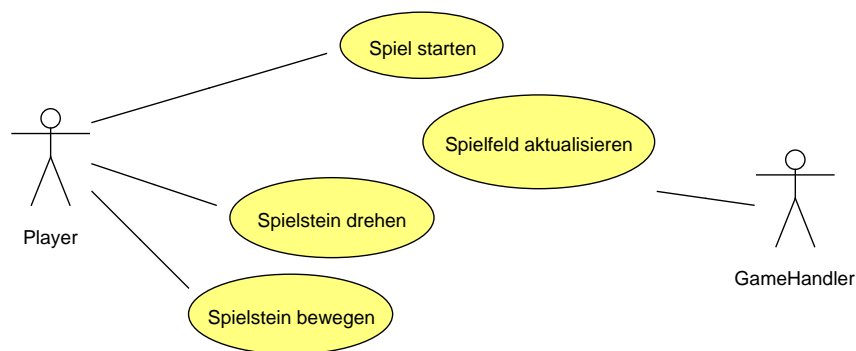 Spiel starten
Spielfeld aktualisieren
Spielstein drehen
Player
GameHandler
Spielstein bewegen